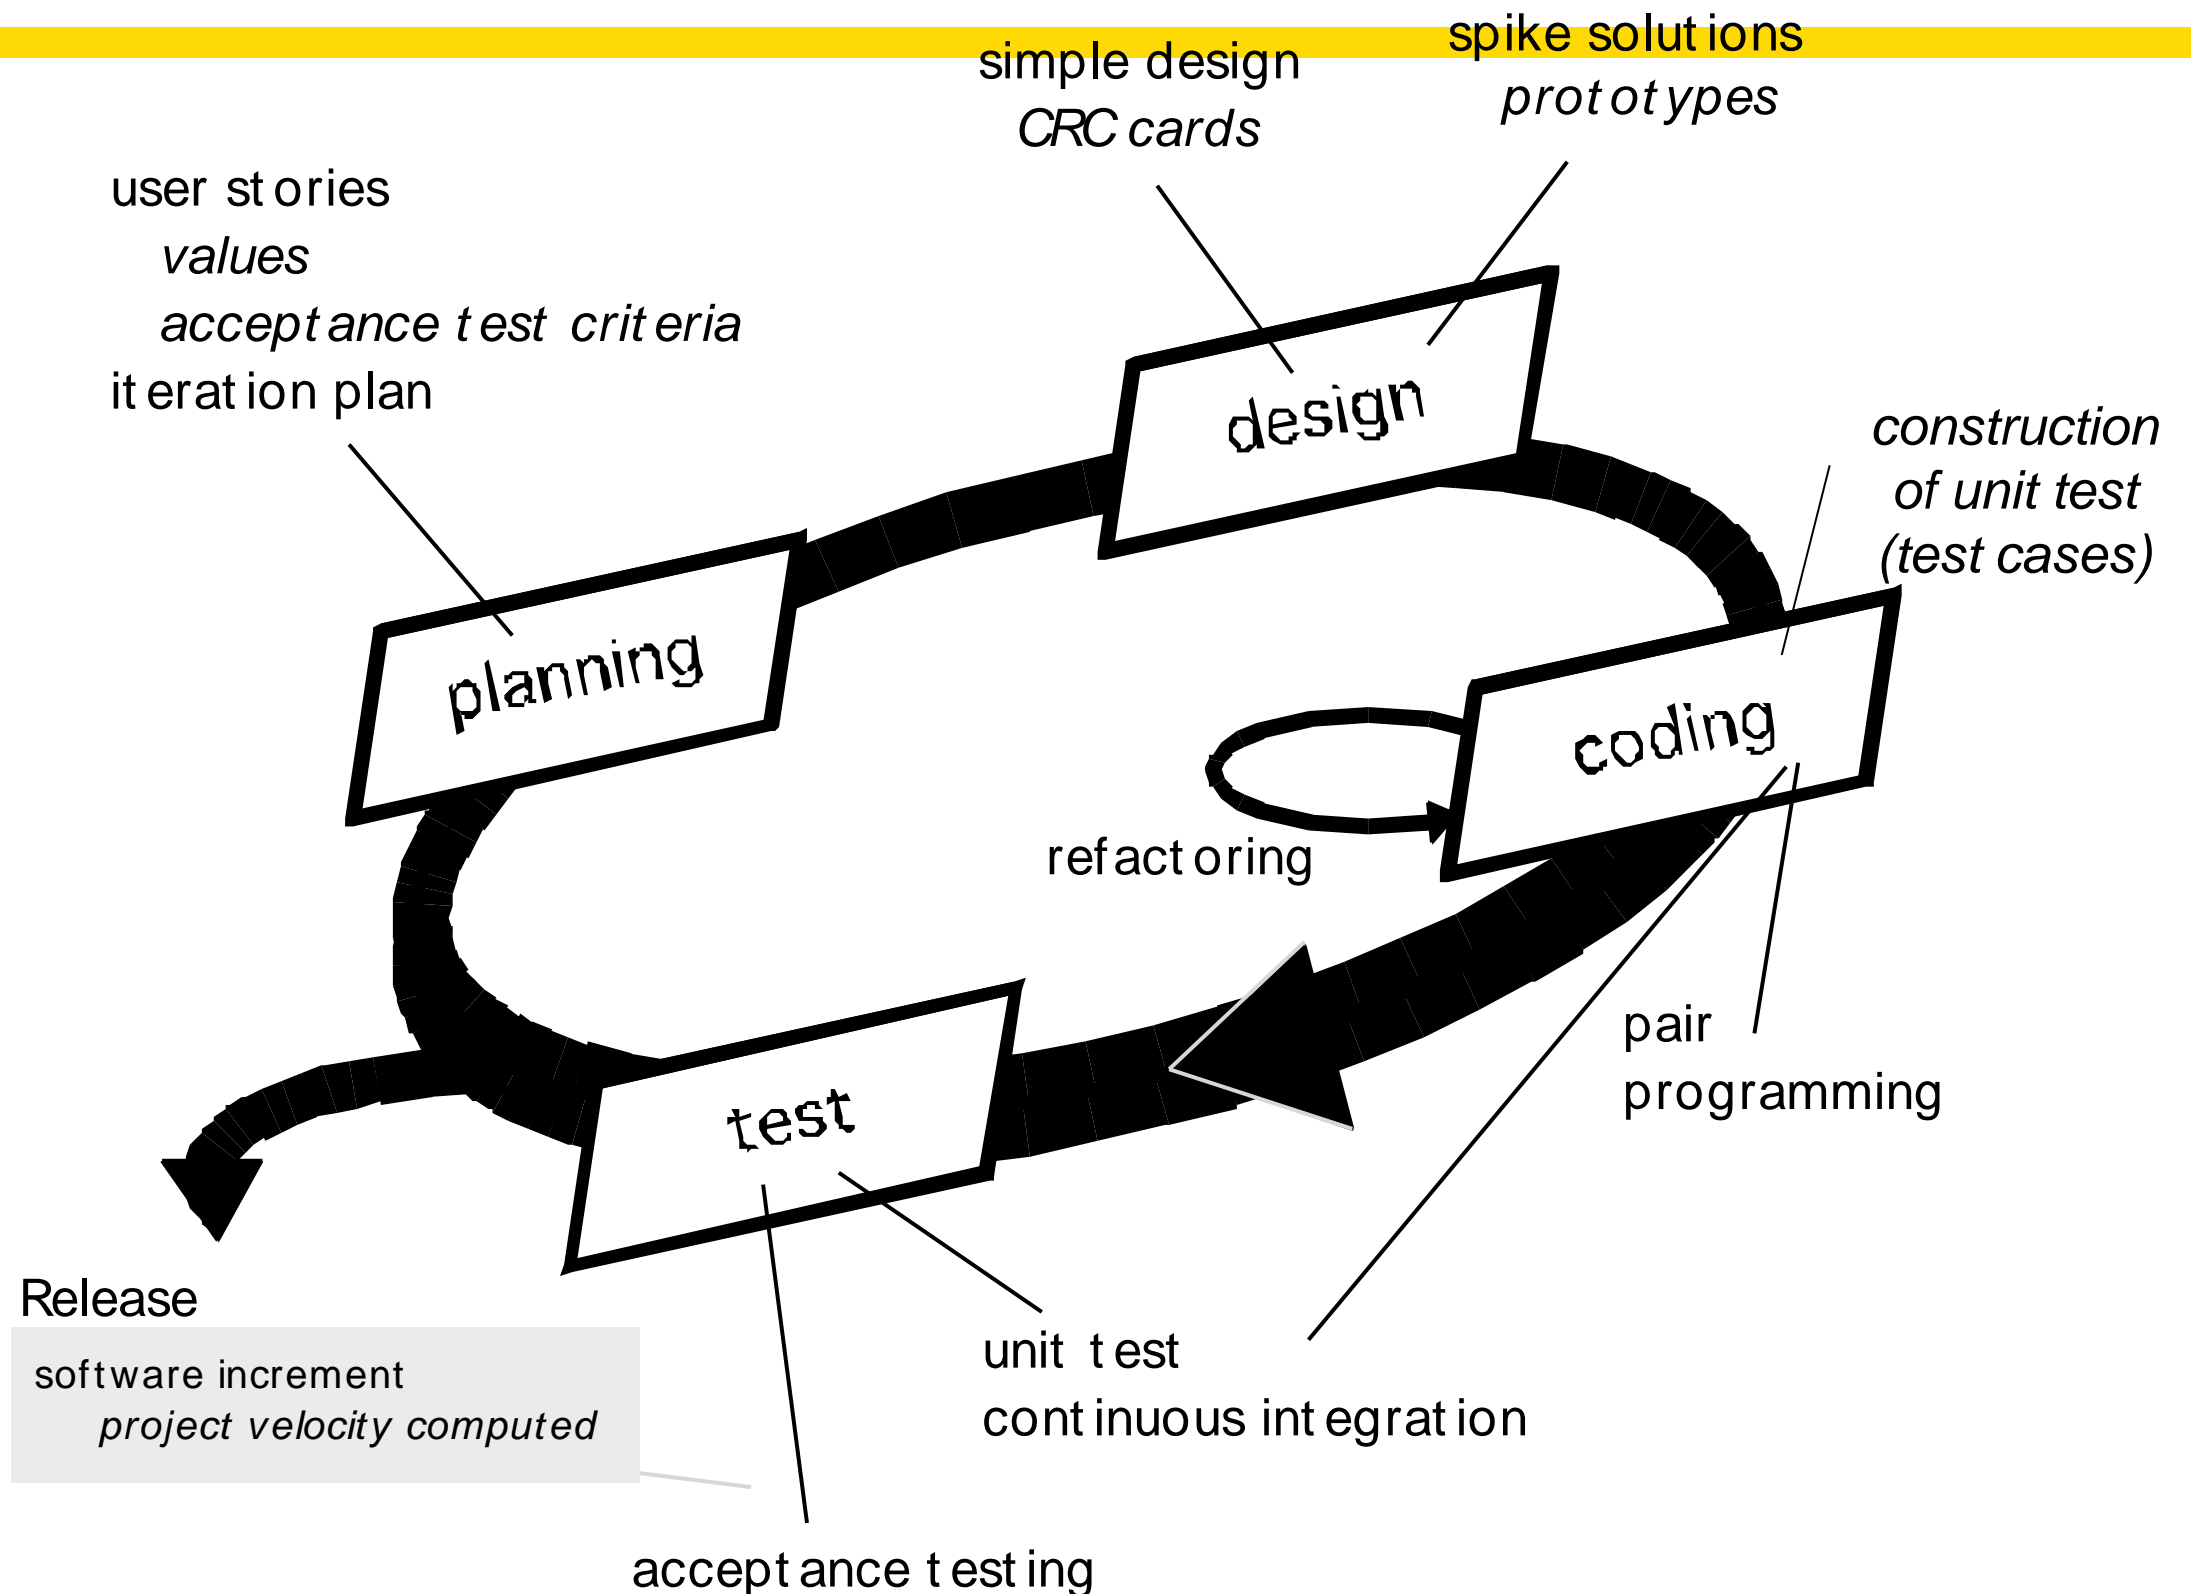 spike solutions
prototypes
simple design
CRC cards
user stories
values
acceptance test criteria
iteration plan
design
construction
of unit test
(test cases)
planning
coding
refactoring
pair
programming
test
Release
software increment
project velocity computed
unit test
continuous integration
acceptance testing